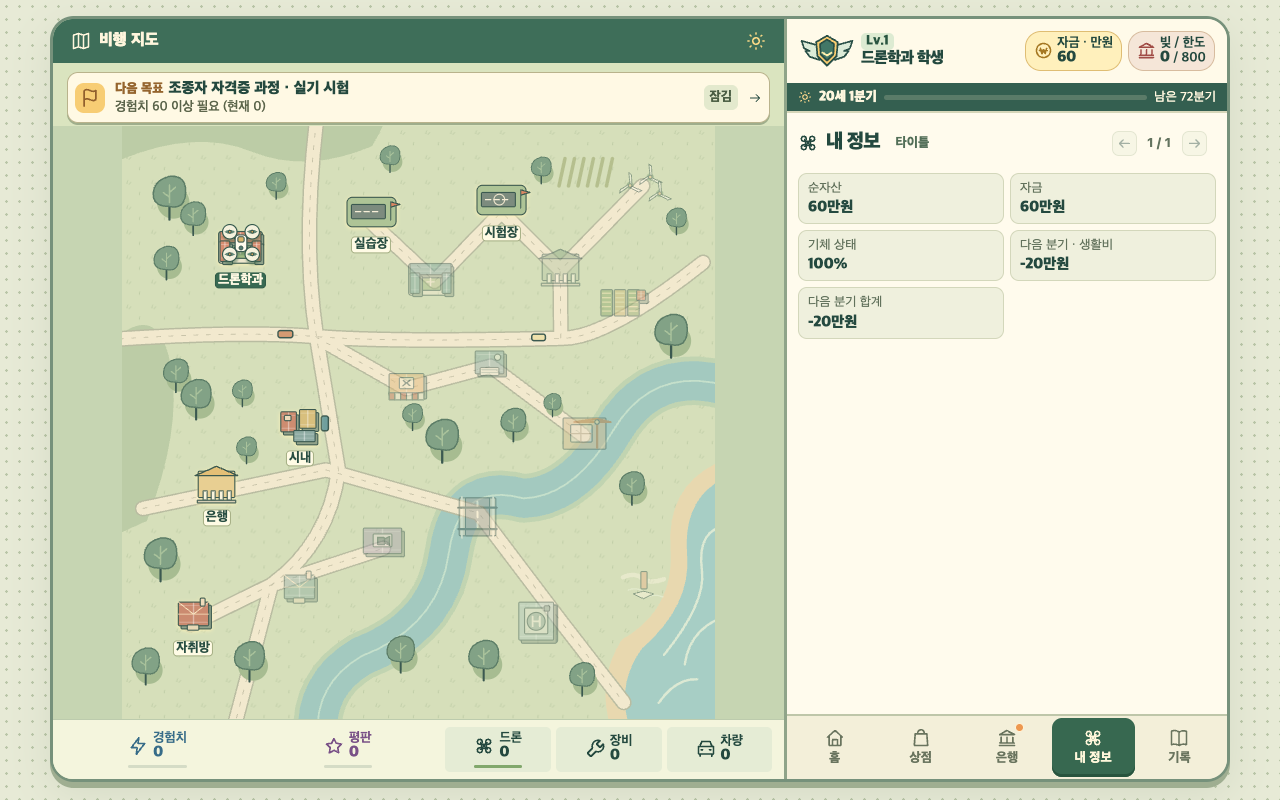 비행 지도
다음 목표 조종자 자격증 과정 · 실기 시험
경험치 60 이상 필요 (현재 0)
잠김
실습장
시험장
드론학과
시내
은행
자취방
H
경험치
0
평판
0
드론
0
장비
0
차량
0
Lv.1
드론학과 학생
자금 · 만원
60
빚 / 한도
0 / 800
20세 1분기
남은 72분기
내 정보 타이틀
1 / 1
순자산
60만원
자금
60만원
기체 상태
100%
다음 분기 · 생활비
-20만원
다음 분기 합계
-20만원
홈
상점
은행
내 정보
기록